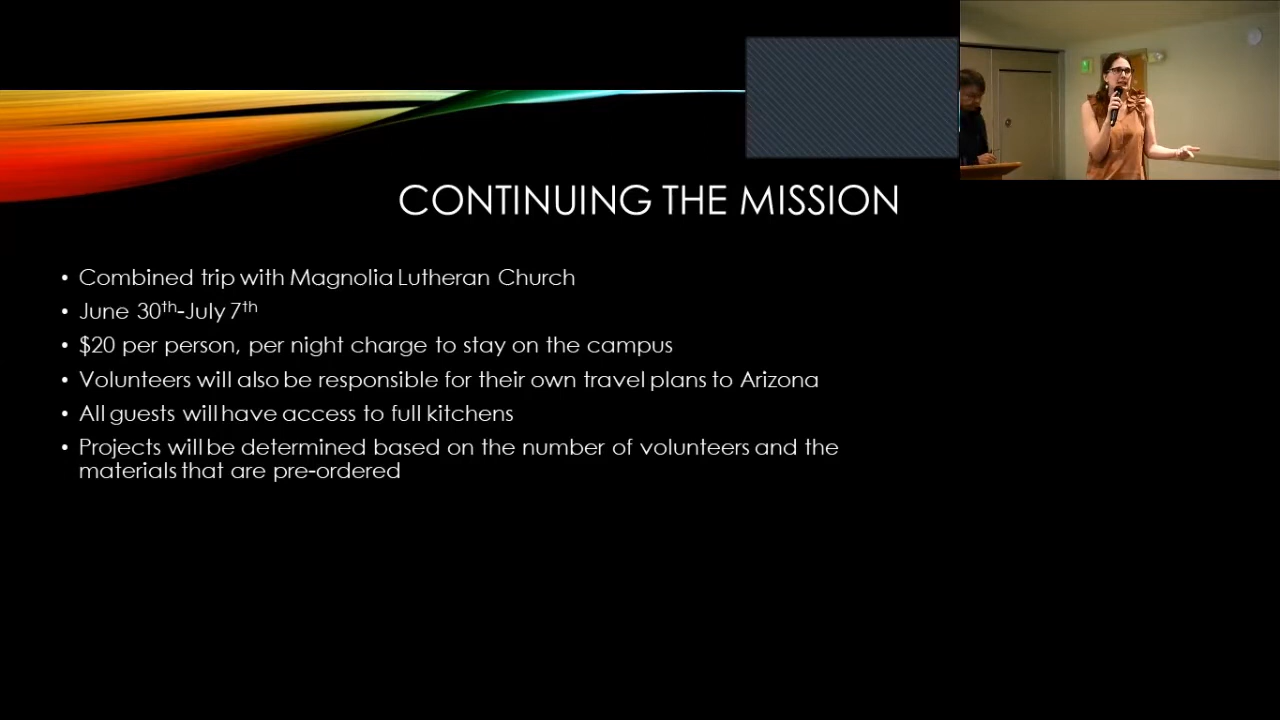 CONTINUING THE MISSION
• Combined trip with Magnolia Lutheran Church
• June 30th-July 7th
• $20 per person, per night charge to stay on the campus
• Volunteers will also be responsible for their own travel plans to Arizona
• All guests will have access to full kitchens
• Projects will be determined based on the number of volunteers and the
materials that are pre-ordered